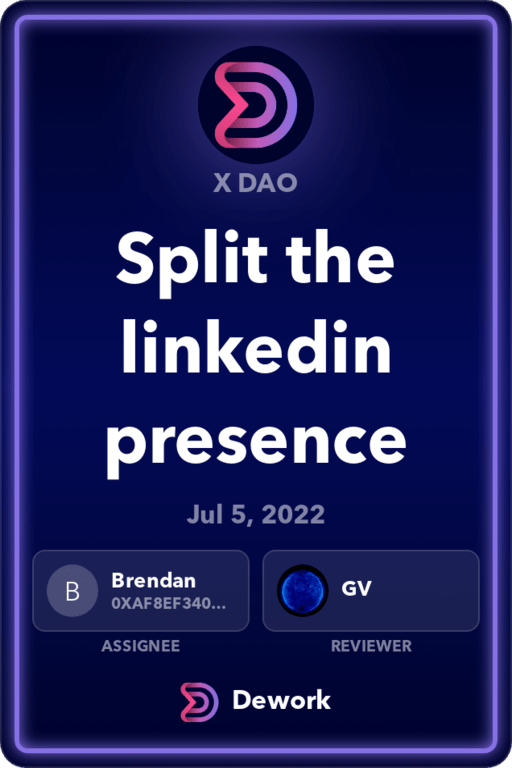 X DAO
Split the
linkedin
presence
Jul 5, 2022
B
Brendan
0XAF8EF340...
GV
ASSIGNEE
REVIEWER
Dework